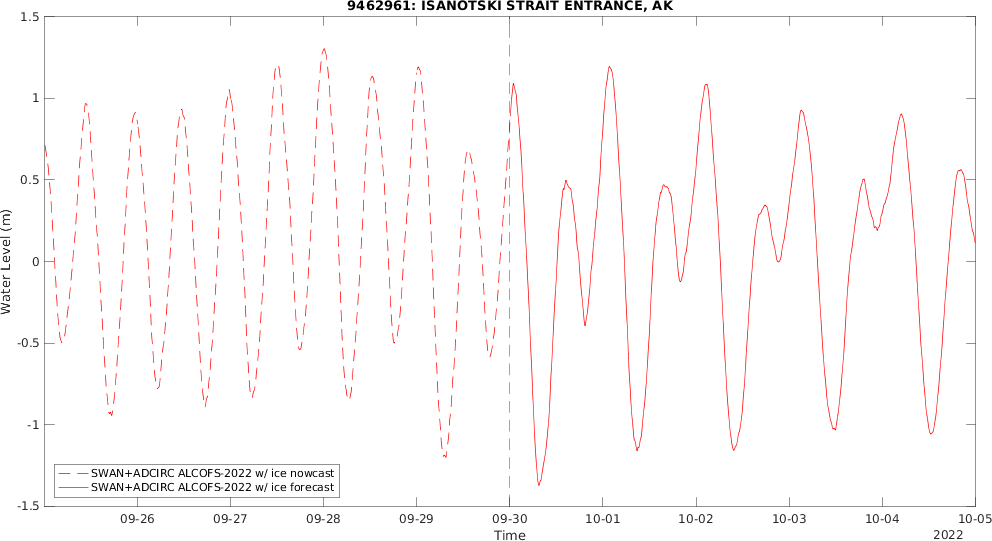 9462961: ISANOTSKI STRAIT ENTRANCE, AK
1.5
1
0.5
0
-0.5
-1
-1.5
Water Level (m)
SWAN+ADCIRC ALCOFS-2022 w/ ice nowcast
SWAN+ADCIRC ALCOFS-2022 w/ ice forecast
09-26 09-27 09-28 09-29 09-30 10-01 10-02 10-03 10-04 10-05
Time
2022